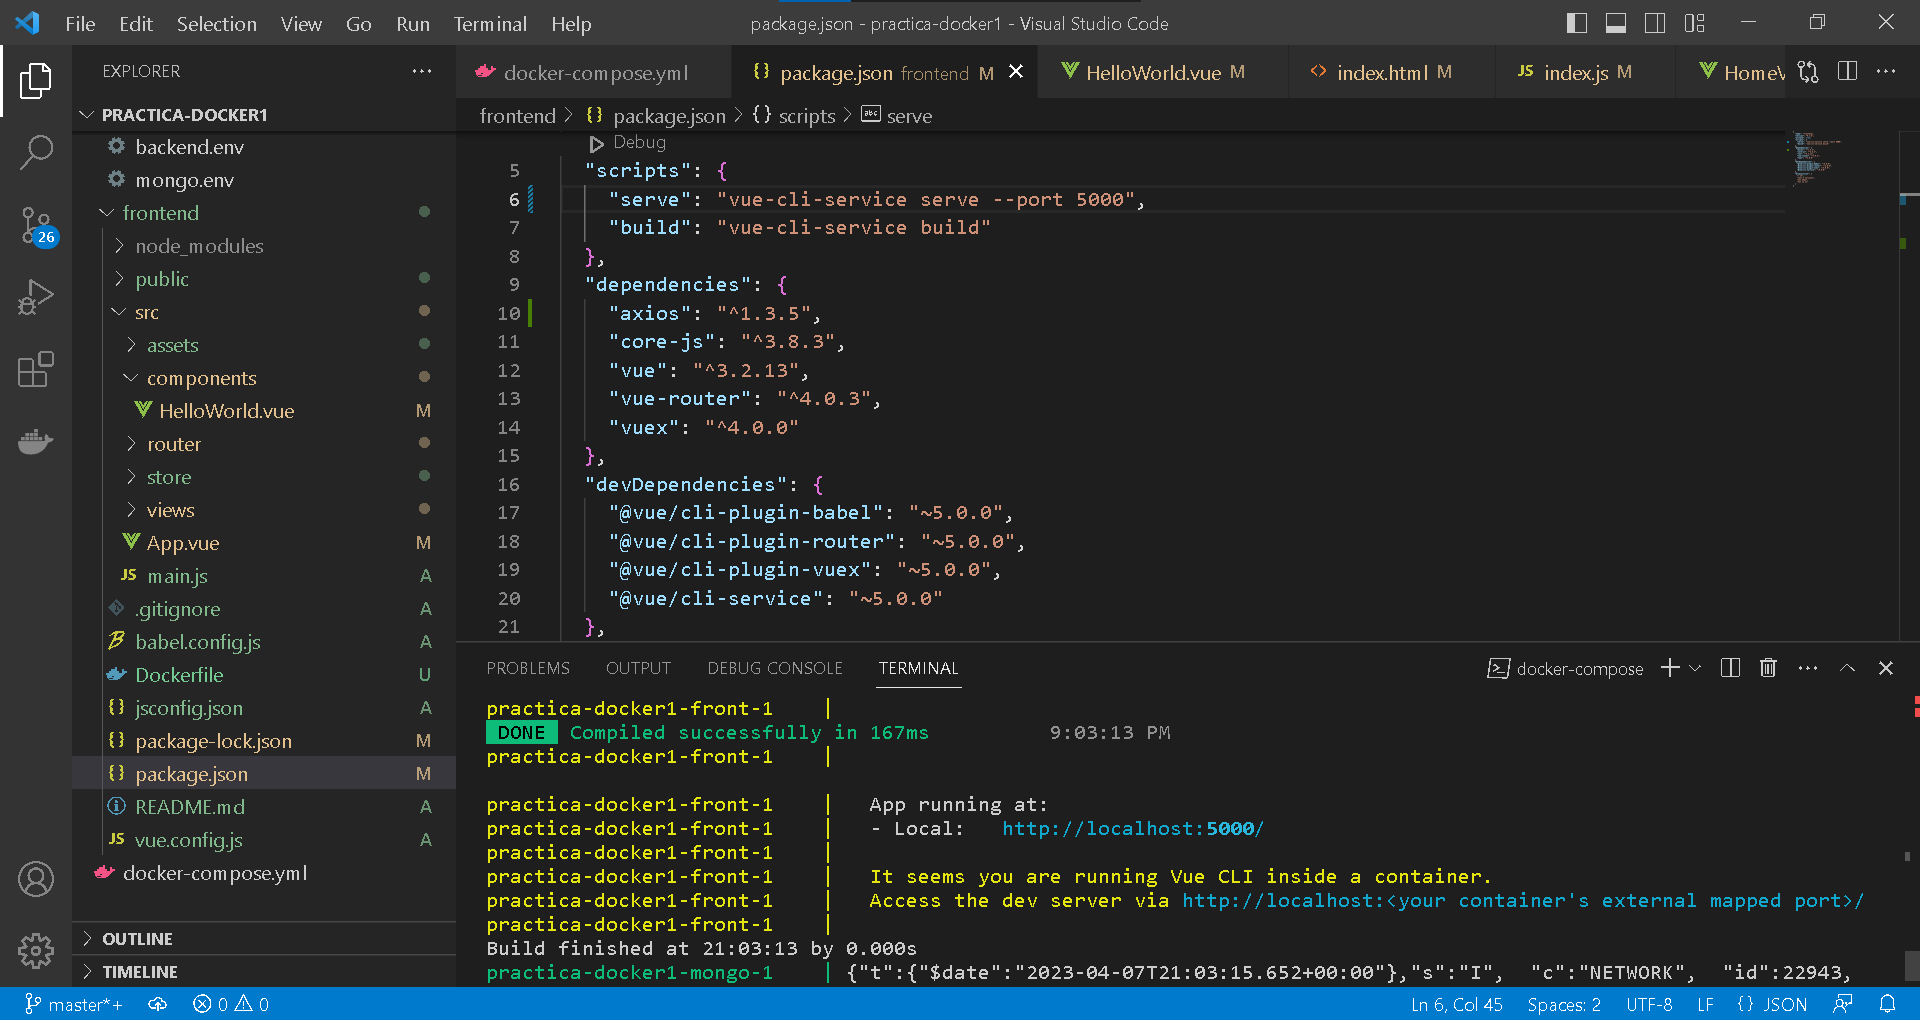 File Edit Selection View Go Run Terminal Help
package.json - practica-docker1 - Visual Studio Code
EXPLORER
PRACTICA-DOCKER1
backend.env
mongo.env
frontend
node_modules
public
src
assets
components
HelloWorld.vue M
router
store
views
App.vue M
JS main.js A
.gitignore A
babel.config.js A
Dockerfile U
{} jsconfig.json A
{} package-lock.json M
{} package.json M
README.md A
JS vue.config.js A
docker-compose.yml
OUTLINE
TIMELINE
26
docker-compose.yml
{} package.json frontend M
HelloWorld.vue M
<> index.html M
JS index.js M
HomeV
frontend > {} package.json > {} scripts > abc serve
Debug
5 "scripts": {
6 "serve": "vue-cli-service serve --port 5000",
7 "build": "vue-cli-service build"
8 },
9 "dependencies": {
10 "axios": "^1.3.5",
11 "core-js": "^3.8.3",
12 "vue": "^3.2.13",
13 "vue-router": "^4.0.3",
14 "vuex": "^4.0.0"
15 },
16 "devDependencies": {
17 "@vue/cli-plugin-babel": "~5.0.0",
18 "@vue/cli-plugin-router": "~5.0.0",
19 "@vue/cli-plugin-vuex": "~5.0.0",
20 "@vue/cli-service": "~5.0.0"
21 },
PROBLEMS OUTPUT DEBUG CONSOLE TERMINAL
docker-compose
practica-docker1-front-1 |
DONE Compiled successfully in 167ms 9:03:13 PM
practica-docker1-front-1 |
practica-docker1-front-1 | App running at:
practica-docker1-front-1 | - Local: http://localhost:5000/
practica-docker1-front-1 |
practica-docker1-front-1 | It seems you are running Vue CLI inside a container.
practica-docker1-front-1 | Access the dev server via http://localhost:<your container's external mapped port>/
practica-docker1-front-1 |
Build finished at 21:03:13 by 0.000s
practica-docker1-mongo-1 | {"t":{"$date":"2023-04-07T21:03:15.652+00:00"},"s":"I", "c":"NETWORK", "id":22943,
master*+ 0 0
Ln 6, Col 45 Spaces: 2 UTF-8 LF {} JSON